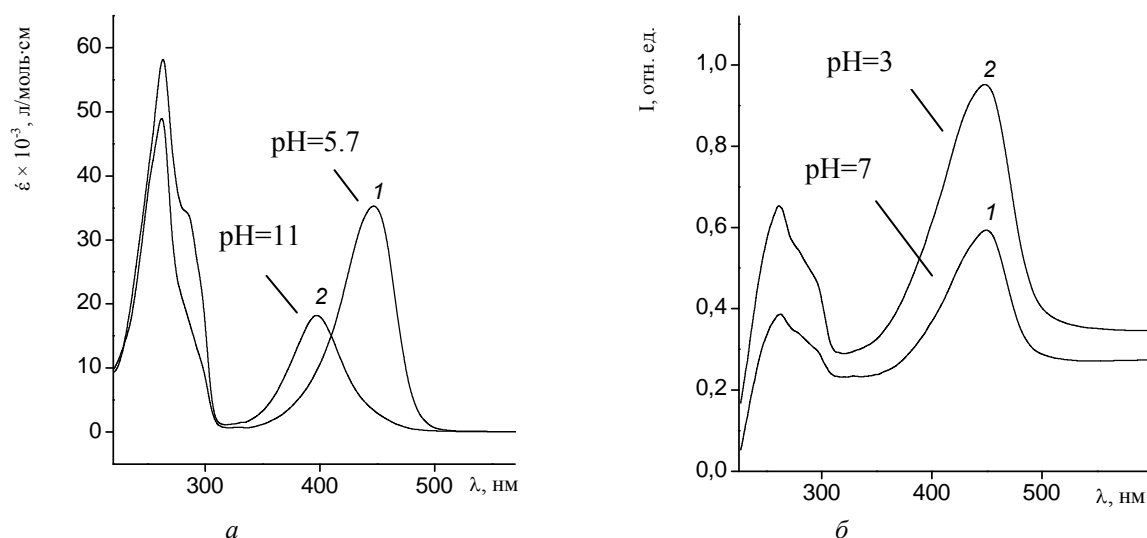 έ × 10⁻³, л/моль·см
60
50
40
30
20
10
0
pH=5.7
1
pH=11
2
300
400
500
λ, нм
а
I, отн. ед.
1,0
0,8
0,6
0,4
0,2
0,0
pH=3
2
pH=7
1
300
400
500
λ, нм
б